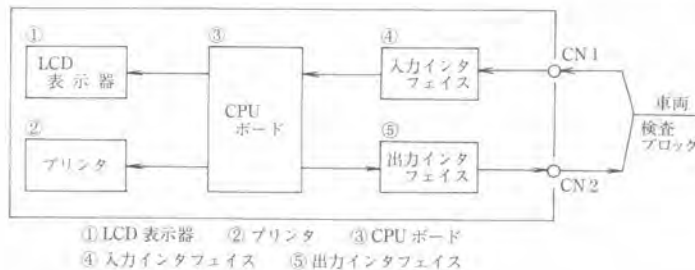 ①
LCD
表示器
②
プリンタ
③
CPU
ボード
④
入力インタ
フェイス
⑤
出力インタ
フェイス
CN 1
CN 2
車両
検査
ブロック
①LCD 表示器 ②プリンタ ③CPU ボード
④ 入力インタフェイス ⑤出力インタフェイス